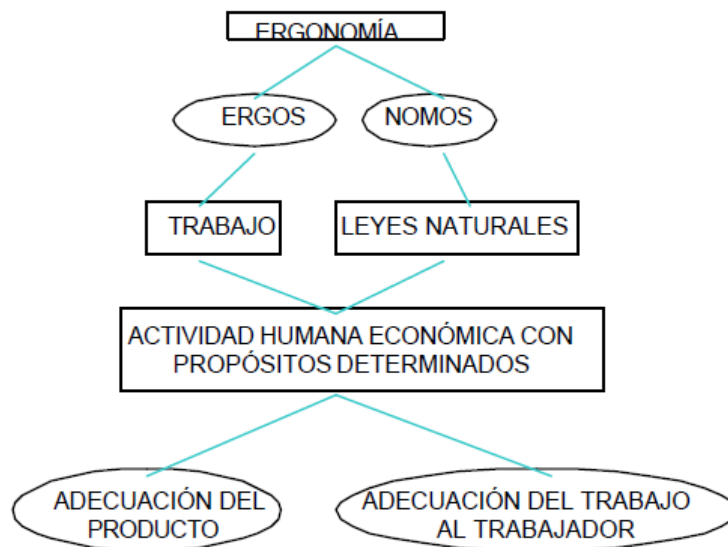 ERGONOMÍA
ERGOS
NOMOS
TRABAJO
LEYES NATURALES
ACTIVIDAD HUMANA ECONÓMICA CON
PROPÓSITOS DETERMINADOS
ADECUACIÓN DEL
PRODUCTO
ADECUACIÓN DEL TRABAJO
AL TRABAJADOR